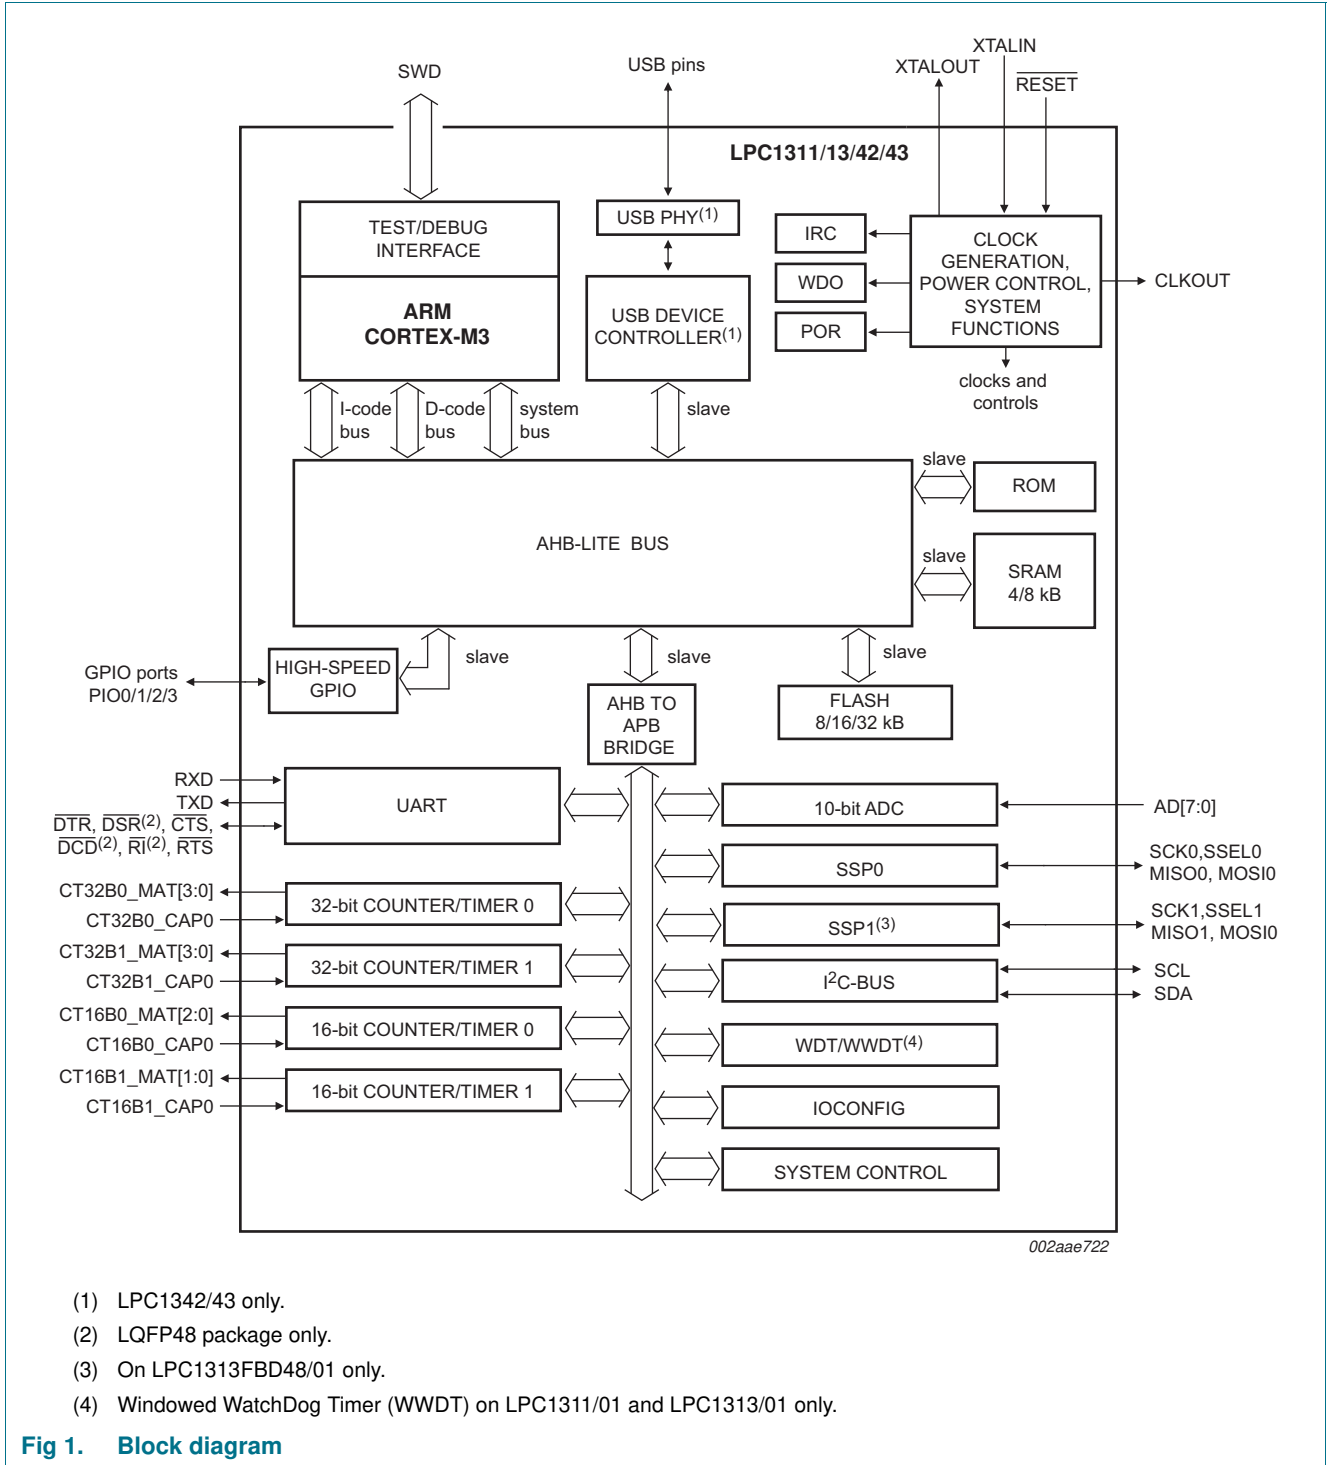 XTALIN
XTALOUT
RESET
SWD
USB pins
LPC1311/13/42/43
TEST/DEBUG
INTERFACE
ARM
CORTEX-M3
USB PHY(1)
USB DEVICE
CONTROLLER(1)
IRC
WDO
POR
CLOCK
GENERATION,
POWER CONTROL,
SYSTEM
FUNCTIONS
CLKOUT
clocks and
controls
I-code
bus
D-code
bus
system
bus
slave
AHB-LITE BUS
slave
ROM
slave
SRAM
4/8 kB
GPIO ports
PIO0/1/2/3
HIGH-SPEED
GPIO
slave
slave
slave
AHB TO
APB
BRIDGE
FLASH
8/16/32 kB
RXD
TXD
DTR, DSR(2), CTS,
DCD(2), RI(2), RTS
UART
10-bit ADC
AD[7:0]
SSP0
SCK0,SSEL0
MISO0, MOSI0
CT32B0_MAT[3:0]
CT32B0_CAP0
32-bit COUNTER/TIMER 0
SSP1(3)
SCK1,SSEL1
MISO1, MOSI0
CT32B1_MAT[3:0]
CT32B1_CAP0
32-bit COUNTER/TIMER 1
I2C-BUS
SCL
SDA
CT16B0_MAT[2:0]
CT16B0_CAP0
16-bit COUNTER/TIMER 0
WDT/WWDT(4)
CT16B1_MAT[1:0]
CT16B1_CAP0
16-bit COUNTER/TIMER 1
IOCONFIG
SYSTEM CONTROL
002aae722
(1) LPC1342/43 only.
(2) LQFP48 package only.
(3) On LPC1313FBD48/01 only.
(4) Windowed WatchDog Timer (WWDT) on LPC1311/01 and LPC1313/01 only.
Fig 1. Block diagram